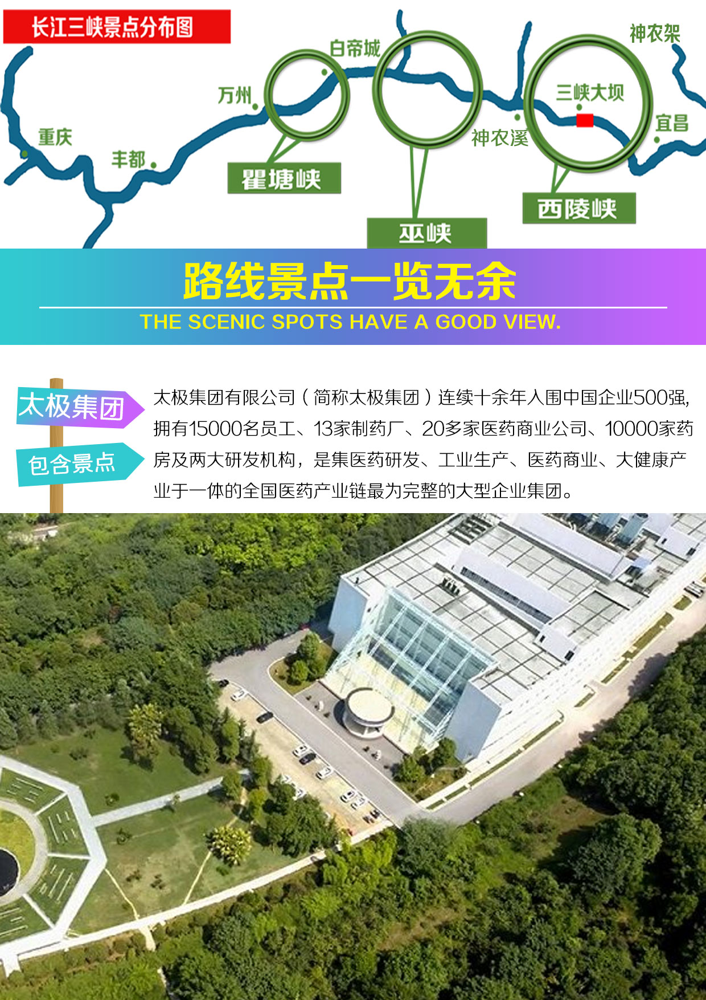 长江三峡景点分布图
神农架
白帝城
万州
三峡大坝
宜昌
重庆
神农溪
丰都
瞿塘峡
西陵峡
巫峡
路线景点一览无余
THE SCENIC SPOTS HAVE A GOOD VIEW.
太极集团
包含景点
太极集团有限公司（简称太极集团）连续十余年入围中国企业500强,
拥有15000名员工、13家制药厂、20多家医药商业公司、10000家药
房及两大研发机构，是集医药研发、工业生产、医药商业、大健康产
业于一体的全国医药产业链最为完整的大型企业集团。